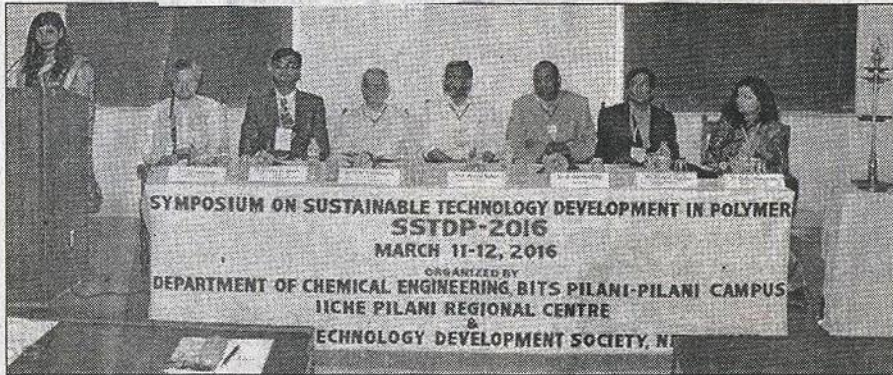 SYMPOSIUM ON SUSTAINABLE TECHNOLOGY DEVELOPMENT IN POLYMER
SSTDP-2016
MARCH 11-12, 2016
ORGANIZED BY
DEPARTMENT OF CHEMICAL ENGINEERING, BITS PILANI-PILANI CAMPUS
IICHE PILANI REGIONAL CENTRE
&
ECHNOLOGY DEVELOPMENT SOCIETY,